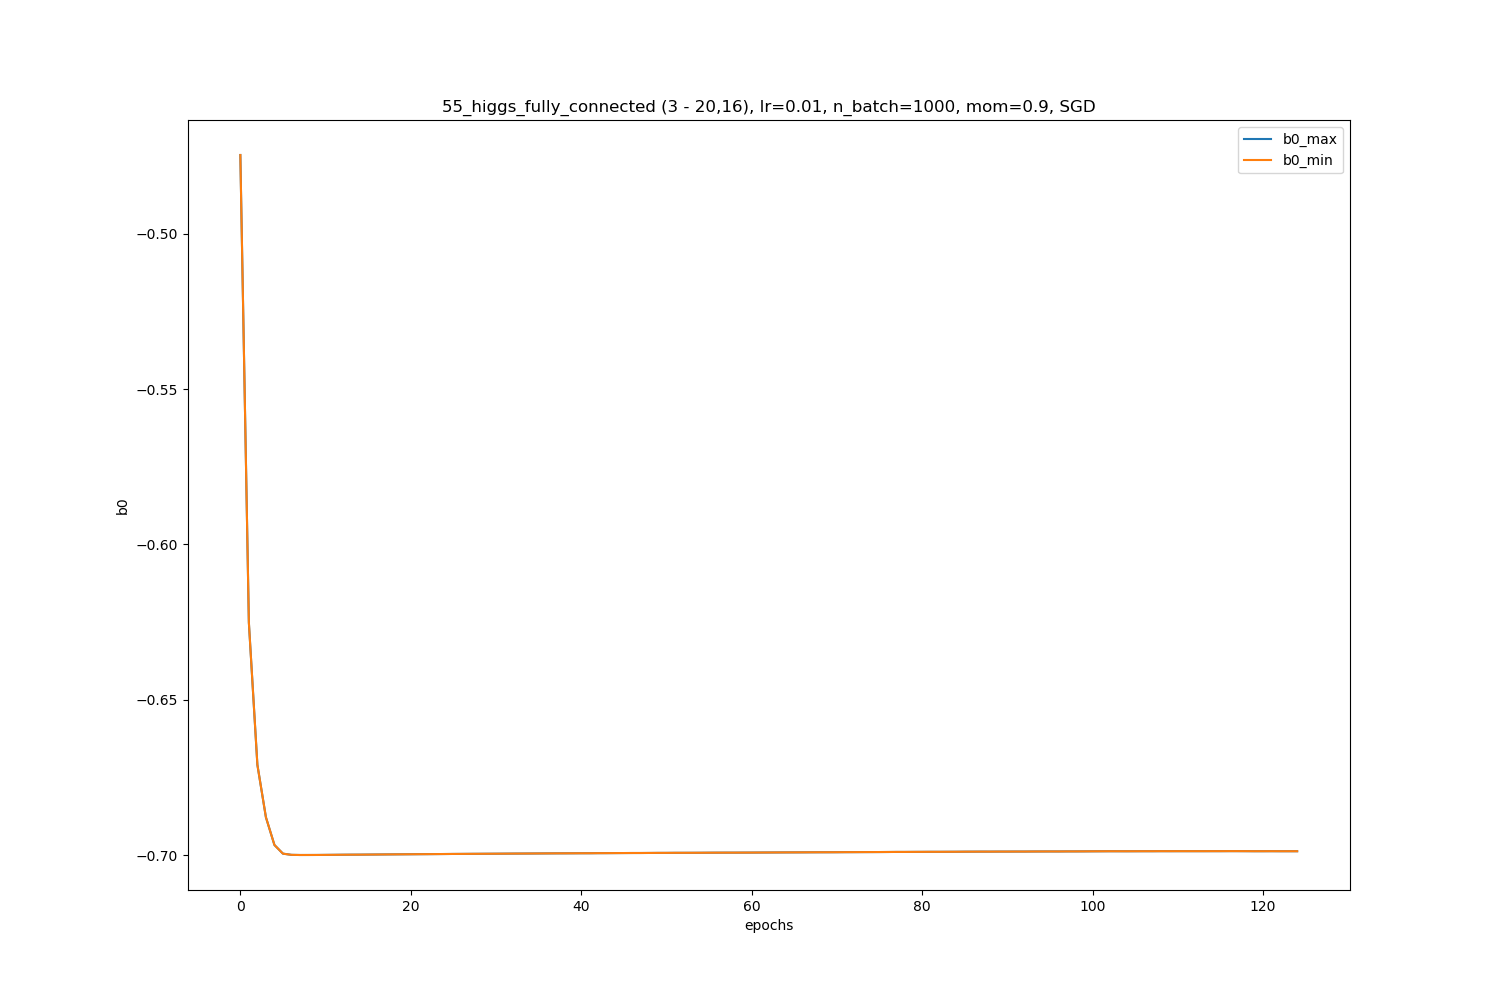 55_higgs_fully_connected (3 - 20,16), lr=0.01, n_batch=1000, mom=0.9, SGD
b0_max
b0_min
−0.50
−0.55
−0.60
−0.65
−0.70
b0
0 20 40 60 80 100 120
epochs